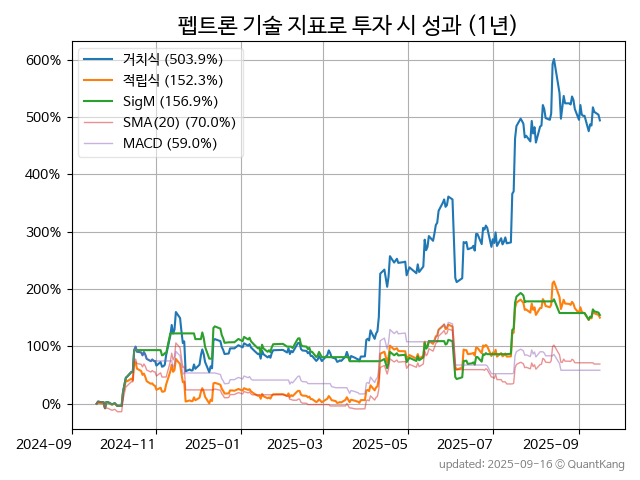 펩트론 기술 지표로 투자 시 성과 (1년)
거치식 (503.9%)
적립식 (152.3%)
SigM (156.9%)
SMA(20) (70.0%)
MACD (59.0%)
600%
500%
400%
300%
200%
100%
0%
2024-09
2024-11
2025-01
2025-03
2025-05
2025-07
2025-09
updated: 2025-09-16 © QuantKang